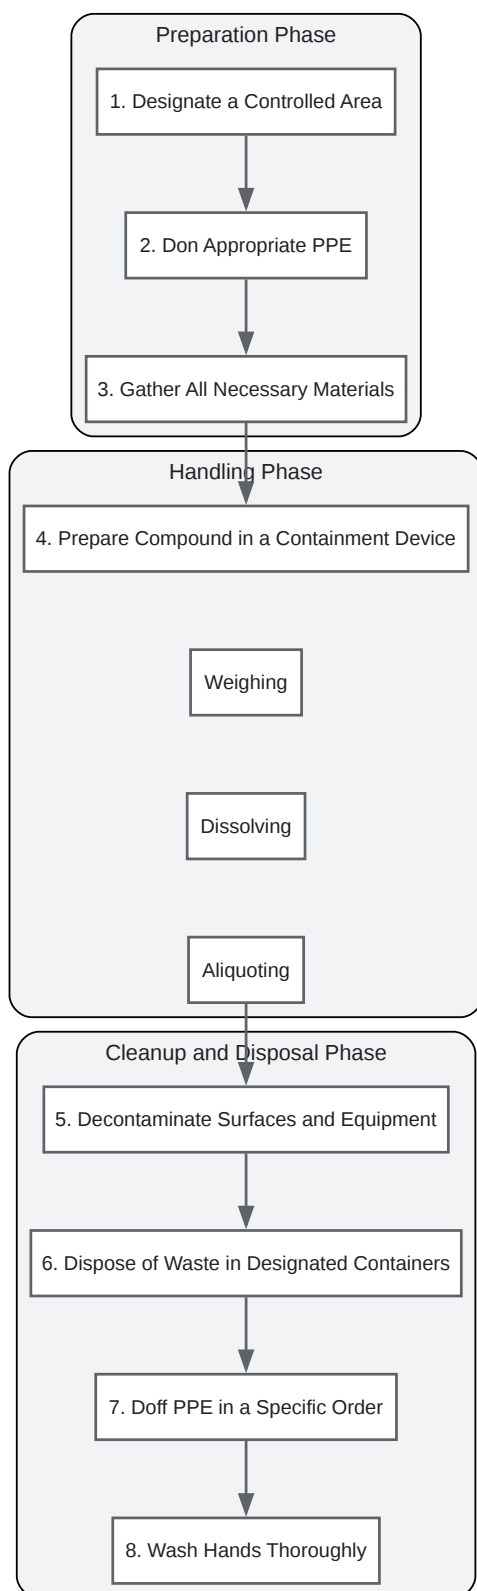 Preparation Phase
1. Designate a Controlled Area
2. Don Appropriate PPE
3. Gather All Necessary Materials
Handling Phase
4. Prepare Compound in a Containment Device
Weighing
Dissolving
Aliquoting
Cleanup and Disposal Phase
5. Decontaminate Surfaces and Equipment
6. Dispose of Waste in Designated Containers
7. Doff PPE in a Specific Order
8. Wash Hands Thoroughly